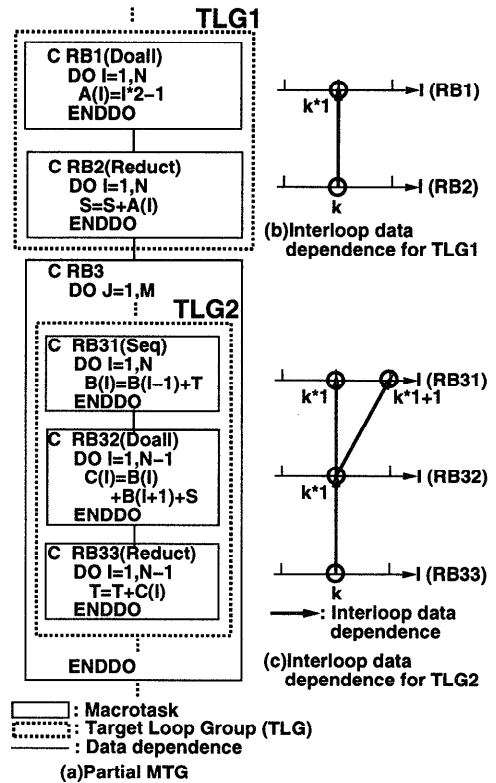 TLG1
C RB1(Doall)
DO I=1,N
A(I)=I*2-1
ENDDO
C RB2(Reduct)
DO I=1,N
S=S+A(I)
ENDDO
I (RB1)
k*1
I (RB2)
k
(b)Interloop data
dependence for TLG1
C RB3
DO J=1,M
TLG2
C RB31(Seq)
DO I=1,N
B(I)=B(I-1)+T
ENDDO
C RB32(Doall)
DO I=1,N-1
C(I)=B(I)
+B(I+1)+S
ENDDO
C RB33(Reduct)
DO I=1,N-1
T=T+C(I)
ENDDO
ENDDO
I (RB31)
k*1 k*1+1
I (RB32)
k*1
I (RB33)
k
: Interloop data
dependence
(c)Interloop data
dependence for TLG2
: Macrotask
: Target Loop Group (TLG)
: Data dependence
(a)Partial MTG